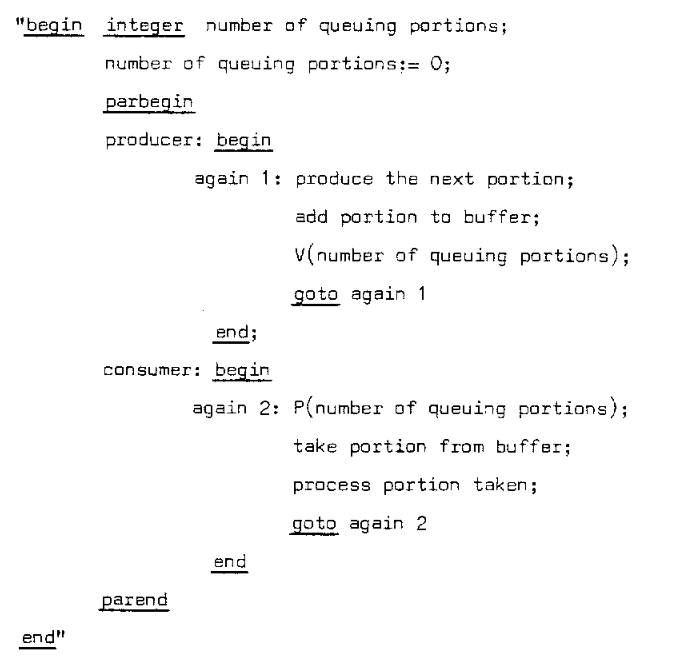 "begin integer number of queuing portions;
number of queuing portions:= 0;
parbegin
producer: begin
again 1: produce the next portion;
add portion to buffer;
V(number of queuing portions);
goto again 1
end;
consumer: begin
again 2: P(number of queuing portions);
take portion from buffer;
process portion taken;
goto again 2
end
parend
end"